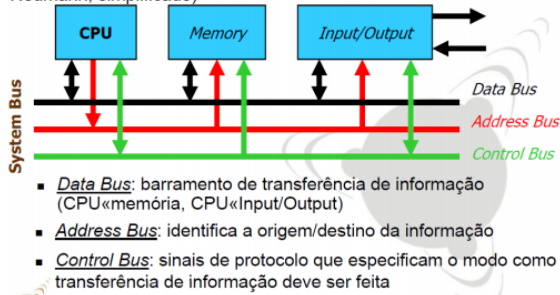 Neumann, simplificado)
CPU
Memory
Input/Output
Data Bus
Address Bus
Control Bus
System Bus
▪ Data Bus: barramento de transferência de informação
(CPU«memória, CPU«Input/Output)
▪ Address Bus: identifica a origem/destino da informação
▪ Control Bus: sinais de protocolo que especificam o modo como
transferência de informação deve ser feita